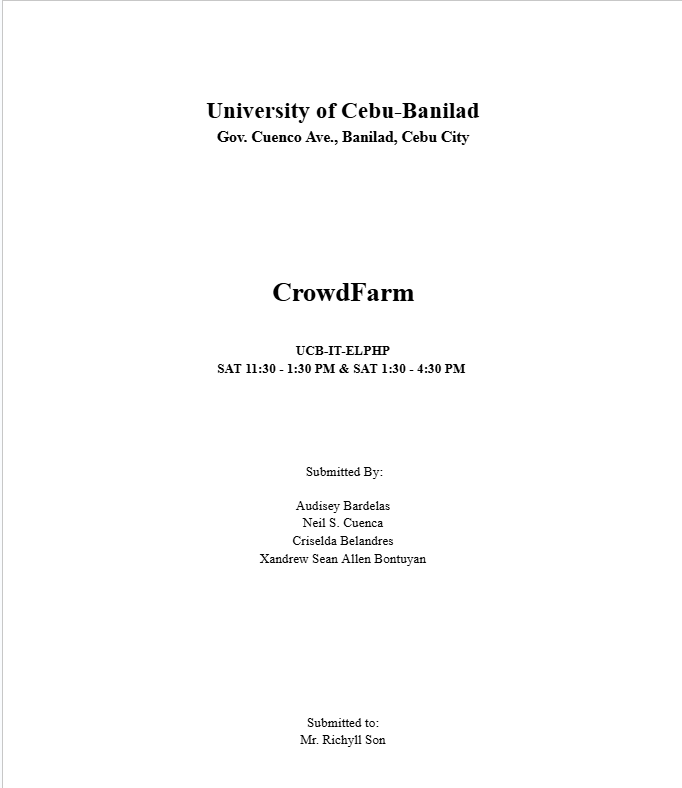 University of Cebu-Banilad
Gov. Cuenco Ave., Banilad, Cebu City
CrowdFarm
UCB-IT-ELPHP
SAT 11:30 - 1:30 PM & SAT 1:30 - 4:30 PM
Submitted By:
Audisey Bardelas
Neil S. Cuenca
Criselda Belandres
Xandrew Sean Allen Bontuyan
Submitted to:
Mr. Richyll Son